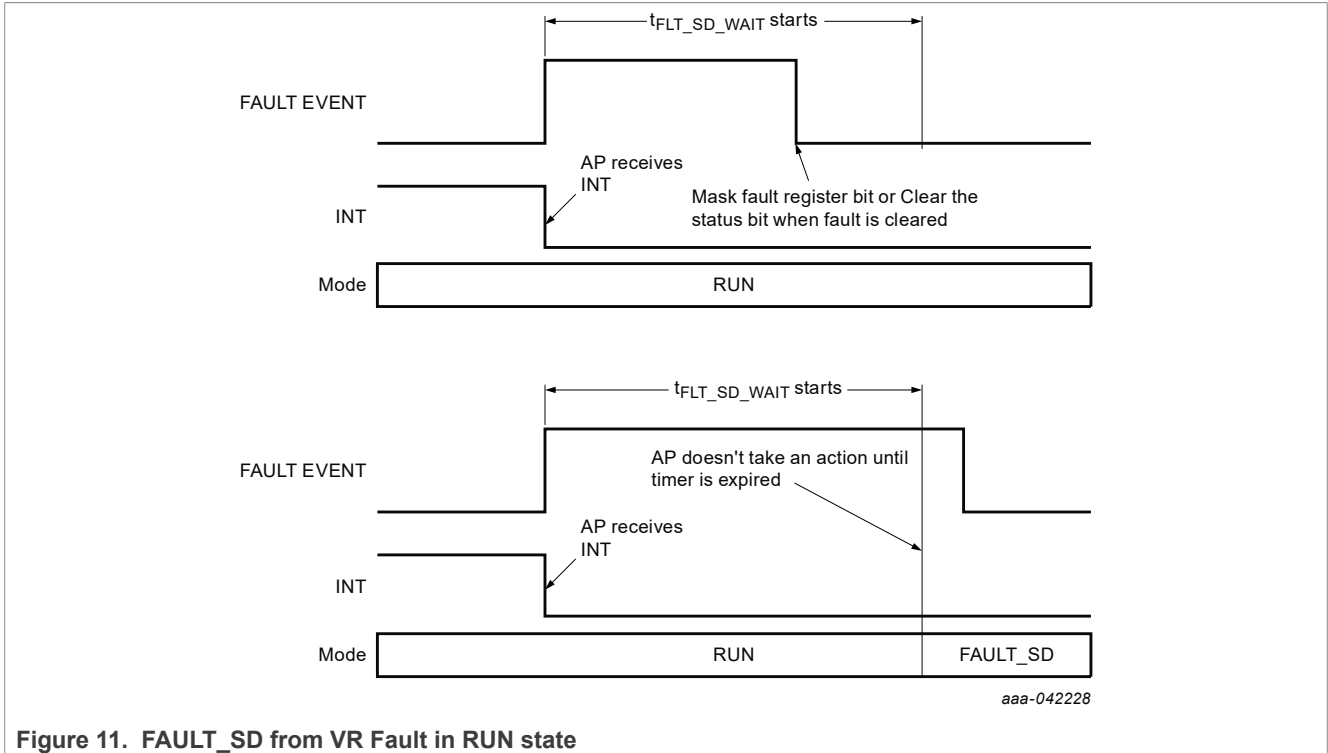 tFLT_SD_WAIT starts
FAULT EVENT
AP receives
INT
Mask fault register bit or Clear the
status bit when fault is cleared
INT
Mode
RUN
tFLT_SD_WAIT starts
FAULT EVENT
AP doesn't take an action until
timer is expired
AP receives
INT
INT
Mode
RUN
FAULT_SD
aaa-042228
Figure 11. FAULT_SD from VR Fault in RUN state